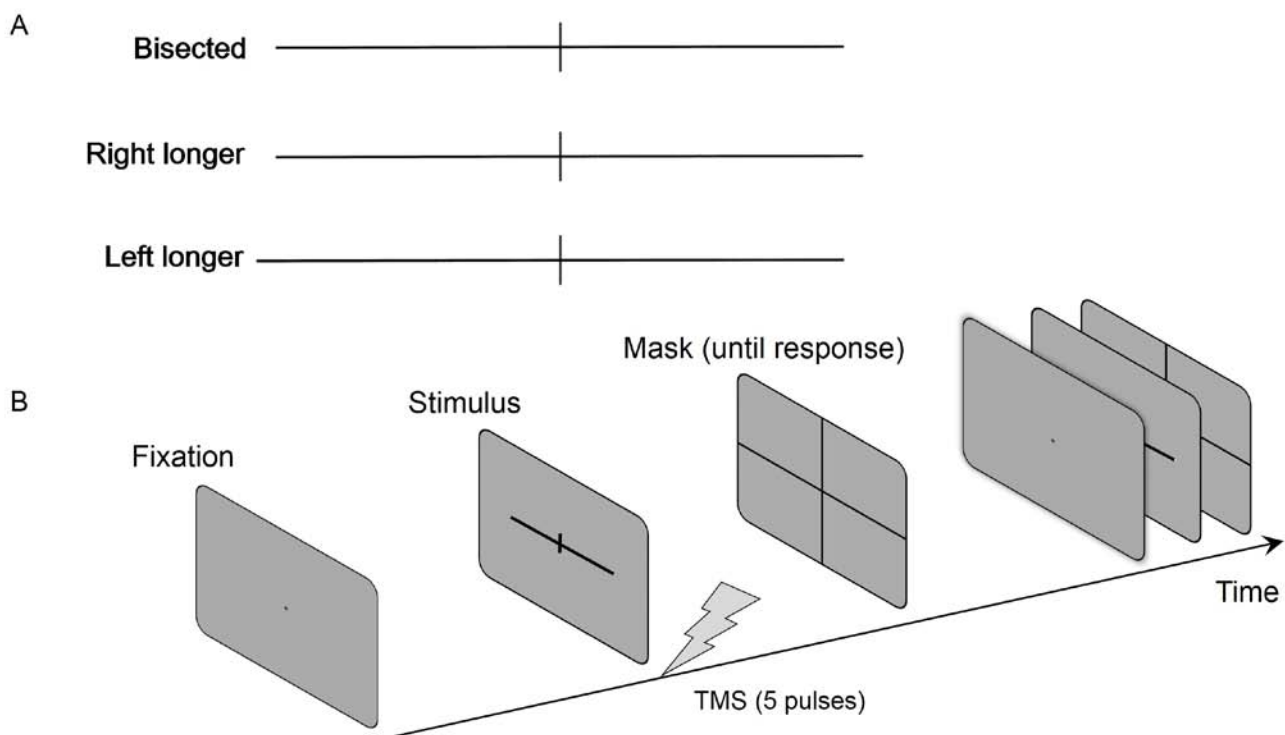 A
Bisected
Right longer
Left longer
B
Fixation
Stimulus
Mask (until response)
TMS (5 pulses)
Time